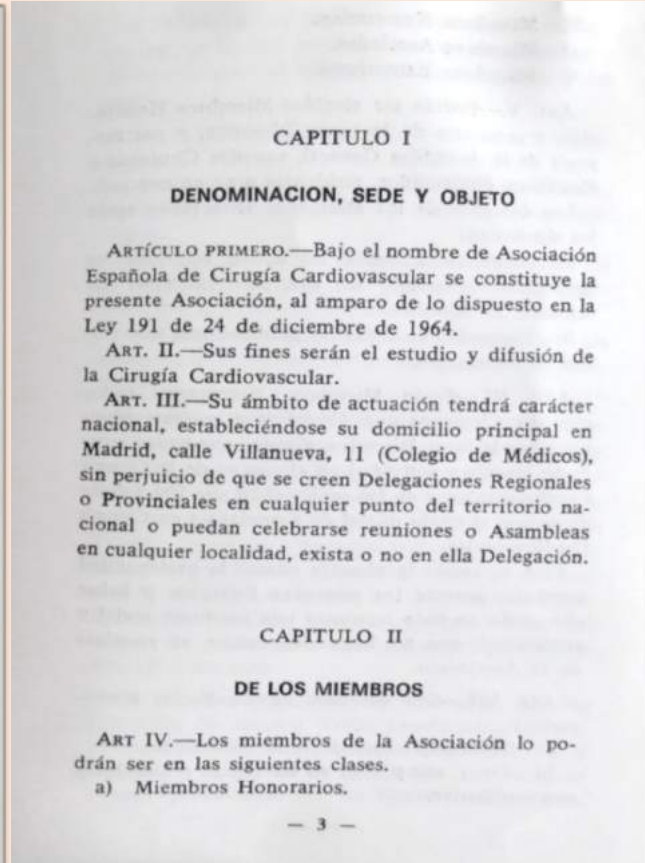 CAPITULO I
DENOMINACION, SEDE Y OBJETO
ARTÍCULO PRIMERO.—Bajo el nombre de Asociación
Española de Cirugía Cardiovascular se constituye la
presente Asociación, al amparo de lo dispuesto en la
Ley 191 de 24 de diciembre de 1964.
ART. II.—Sus fines serán el estudio y difusión de
la Cirugía Cardiovascular.
ART. III.—Su ámbito de actuación tendrá carácter
nacional, estableciéndose su domicilio principal en
Madrid, calle Villanueva, 11 (Colegio de Médicos),
sin perjuicio de que se creen Delegaciones Regionales
o Provinciales en cualquier punto del territorio na-
cional o puedan celebrarse reuniones o Asambleas
en cualquier localidad, exista o no en ella Delegación.
CAPITULO II
DE LOS MIEMBROS
ART IV.—Los miembros de la Asociación lo po-
drán ser en las siguientes clases.
a) Miembros Honorarios.
— 3 —